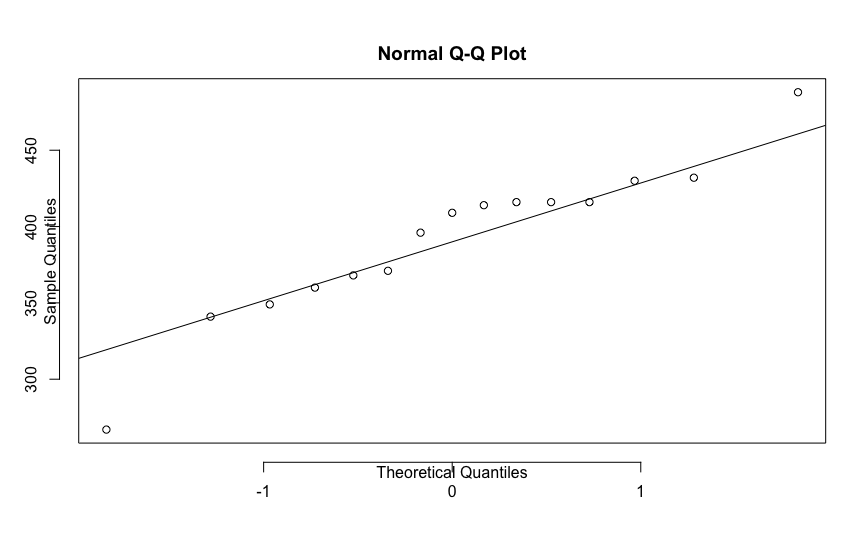 Normal Q-Q Plot
Sample Quantiles
450
400
350
300
Theoretical Quantiles
-1
0
1